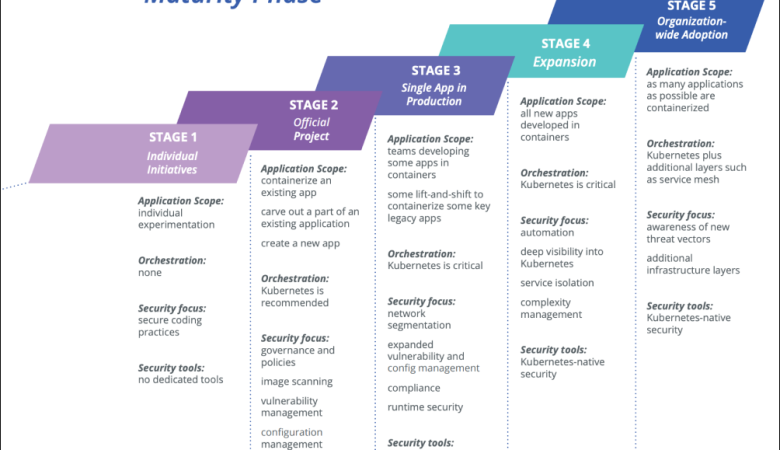 Maturity Phase
STAGE 1
Individual
Initiatives
Application Scope:
individual
experimentation
Orchestration:
none
Security focus:
secure coding
practices
Security tools:
no dedicated tools
STAGE 2
Official
Project
Application Scope:
containerize an
existing app
carve out a part of an
existing application
create a new app
Orchestration:
Kubernetes is
recommended
Security focus:
governance and
policies
image scanning
vulnerability
management
configuration
management
STAGE 3
Single App in
Production
Application Scope:
teams developing
some apps in
containers
some lift-and-shift to
containerize some key
legacy apps
Orchestration:
Kubernetes is critical
Security focus:
network
segmentation
expanded
vulnerability and
config management
compliance
runtime security
Security tools:
STAGE 4
Expansion
Application Scope:
all new apps
developed in
containers
Orchestration:
Kubernetes is critical
Security focus:
automation
deep visibility into
Kubernetes
service isolation
complexity
management
Security tools:
Kubernetes-native
security
STAGE 5
Organization-
wide Adoption
Application Scope:
as many applications
as possible are
containerized
Orchestration:
Kubernetes plus
additional layers such
as service mesh
Security focus:
awareness of new
threat vectors
additional
infrastructure layers
Security tools:
Kubernetes-native
security